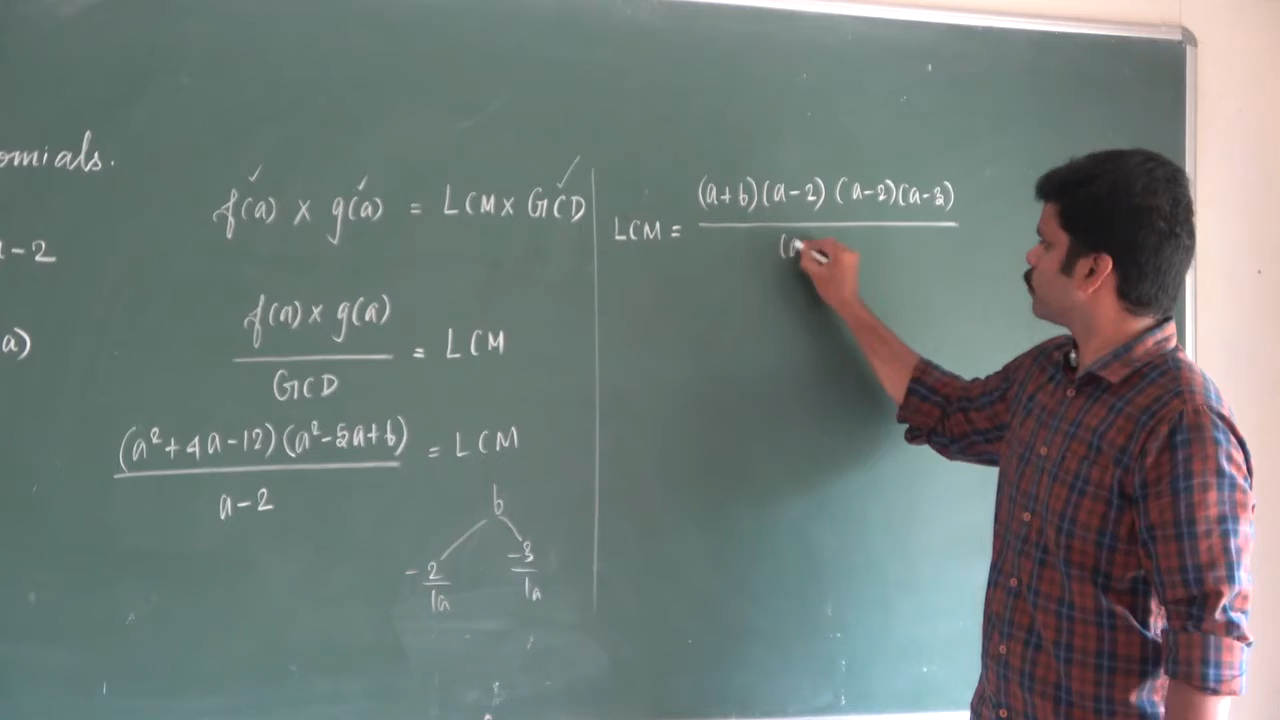 omials.
f(a) × g(a) = LCM × GCD
a-2
a)
f(a) × g(a)
GCD
= LCM
(a²+4a-12)(a²-5a+6)
a-2
= LCM
6
-2
1a
-3
1a
LCM =
(a+6)(a-2) (a-2)(a-3)
(a